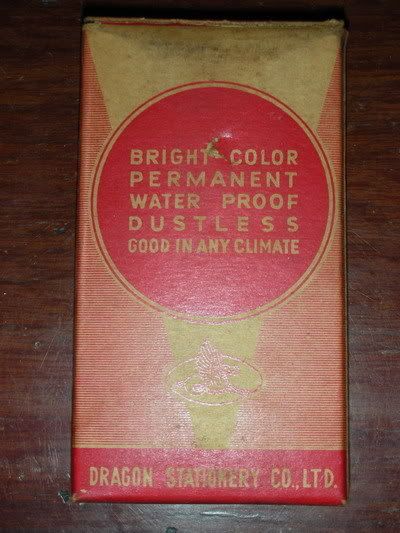 BRIGHT COLOR
PERMANENT
WATER PROOF
DUSTLESS
GOOD IN ANY CLIMATE
DRAGON STATIONERY CO., LTD.